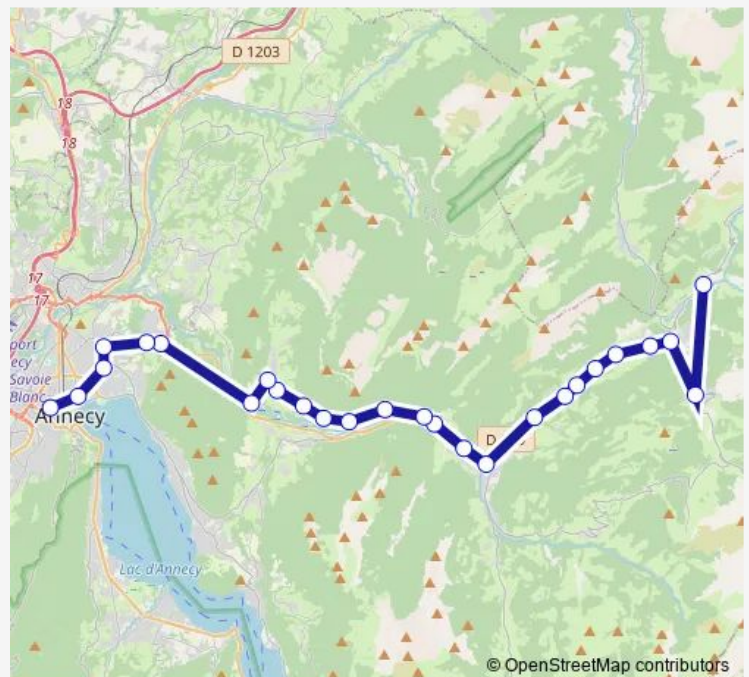 D 1203
18
18
17
17
port
ecy
Savoie
Blanc
Annecy
D
Lac d'Annecy
© OpenStreetMap contributors